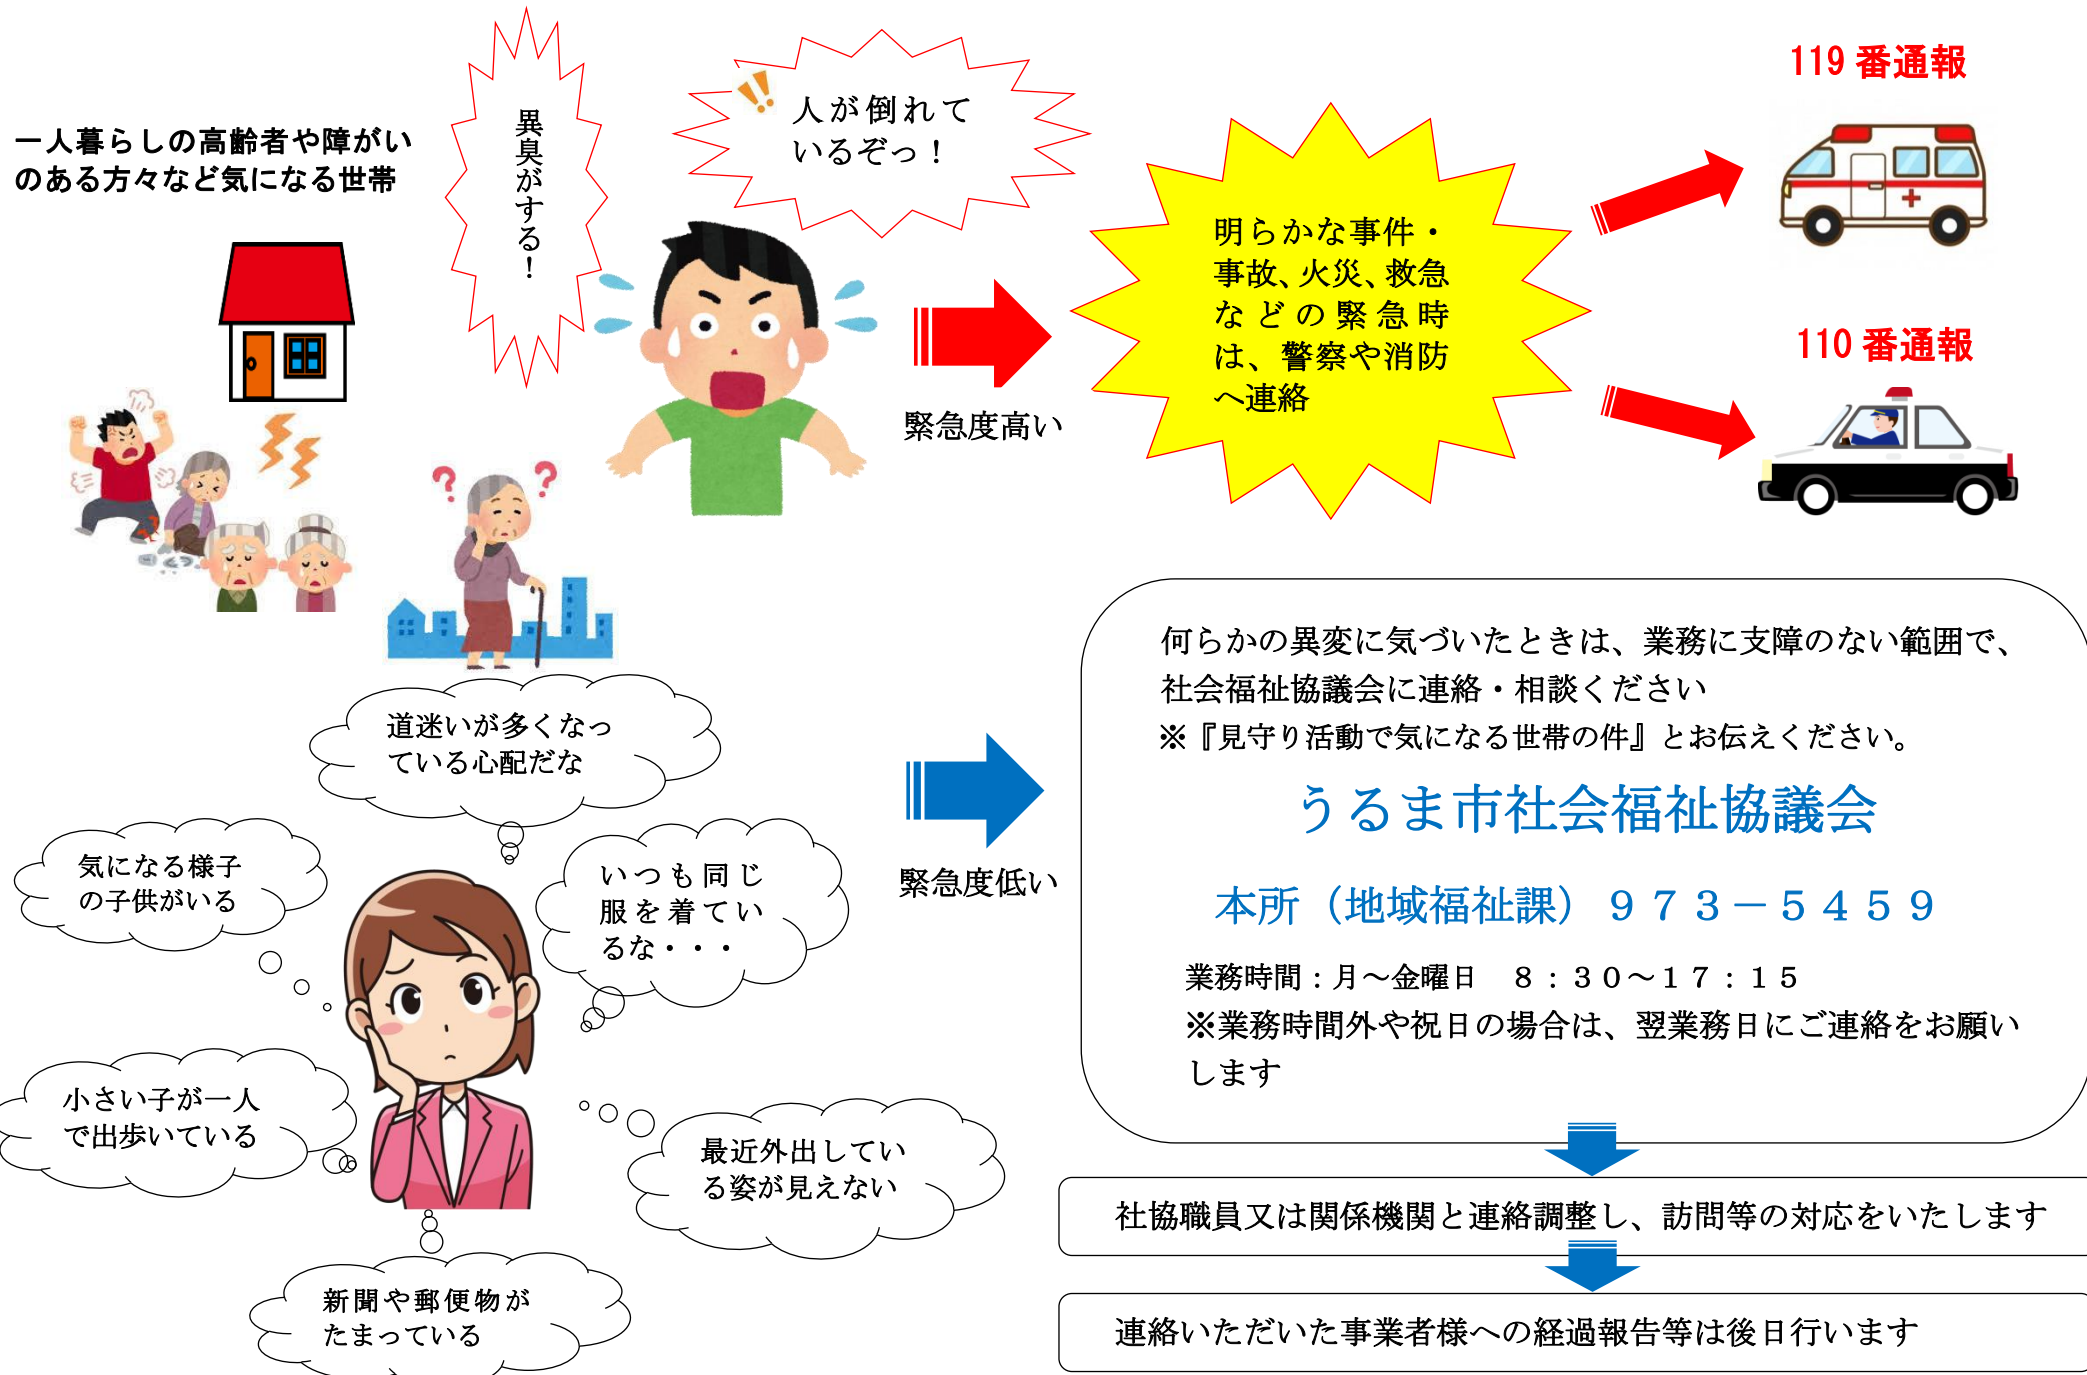 一人暮らしの高齢者や障がい
のある方々など気になる世帯
異臭がする！
人が倒れて
いるぞっ！
緊急度高い
明らかな事件・
事故、火災、救急
などの緊急時
は、警察や消防
へ連絡
119 番通報
110 番通報
道迷いが多くなっ
ている心配だな
気になる様子
の子供がいる
いつも同じ
服を着てい
るな・・・
小さい子が一人
で出歩いている
最近外出してい
る姿が見えない
新聞や郵便物が
たまっている
緊急度低い
何らかの異変に気づいたときは、業務に支障のない範囲で、
社会福祉協議会に連絡・相談ください
※『見守り活動で気になる世帯の件』とお伝えください。
うるま市社会福祉協議会
本所（地域福祉課）９７３－５４５９
業務時間：月～金曜日　８：３０～１７：１５
※業務時間外や祝日の場合は、翌業務日にご連絡をお願い
します
社協職員又は関係機関と連絡調整し、訪問等の対応をいたします
連絡いただいた事業者様への経過報告等は後日行います